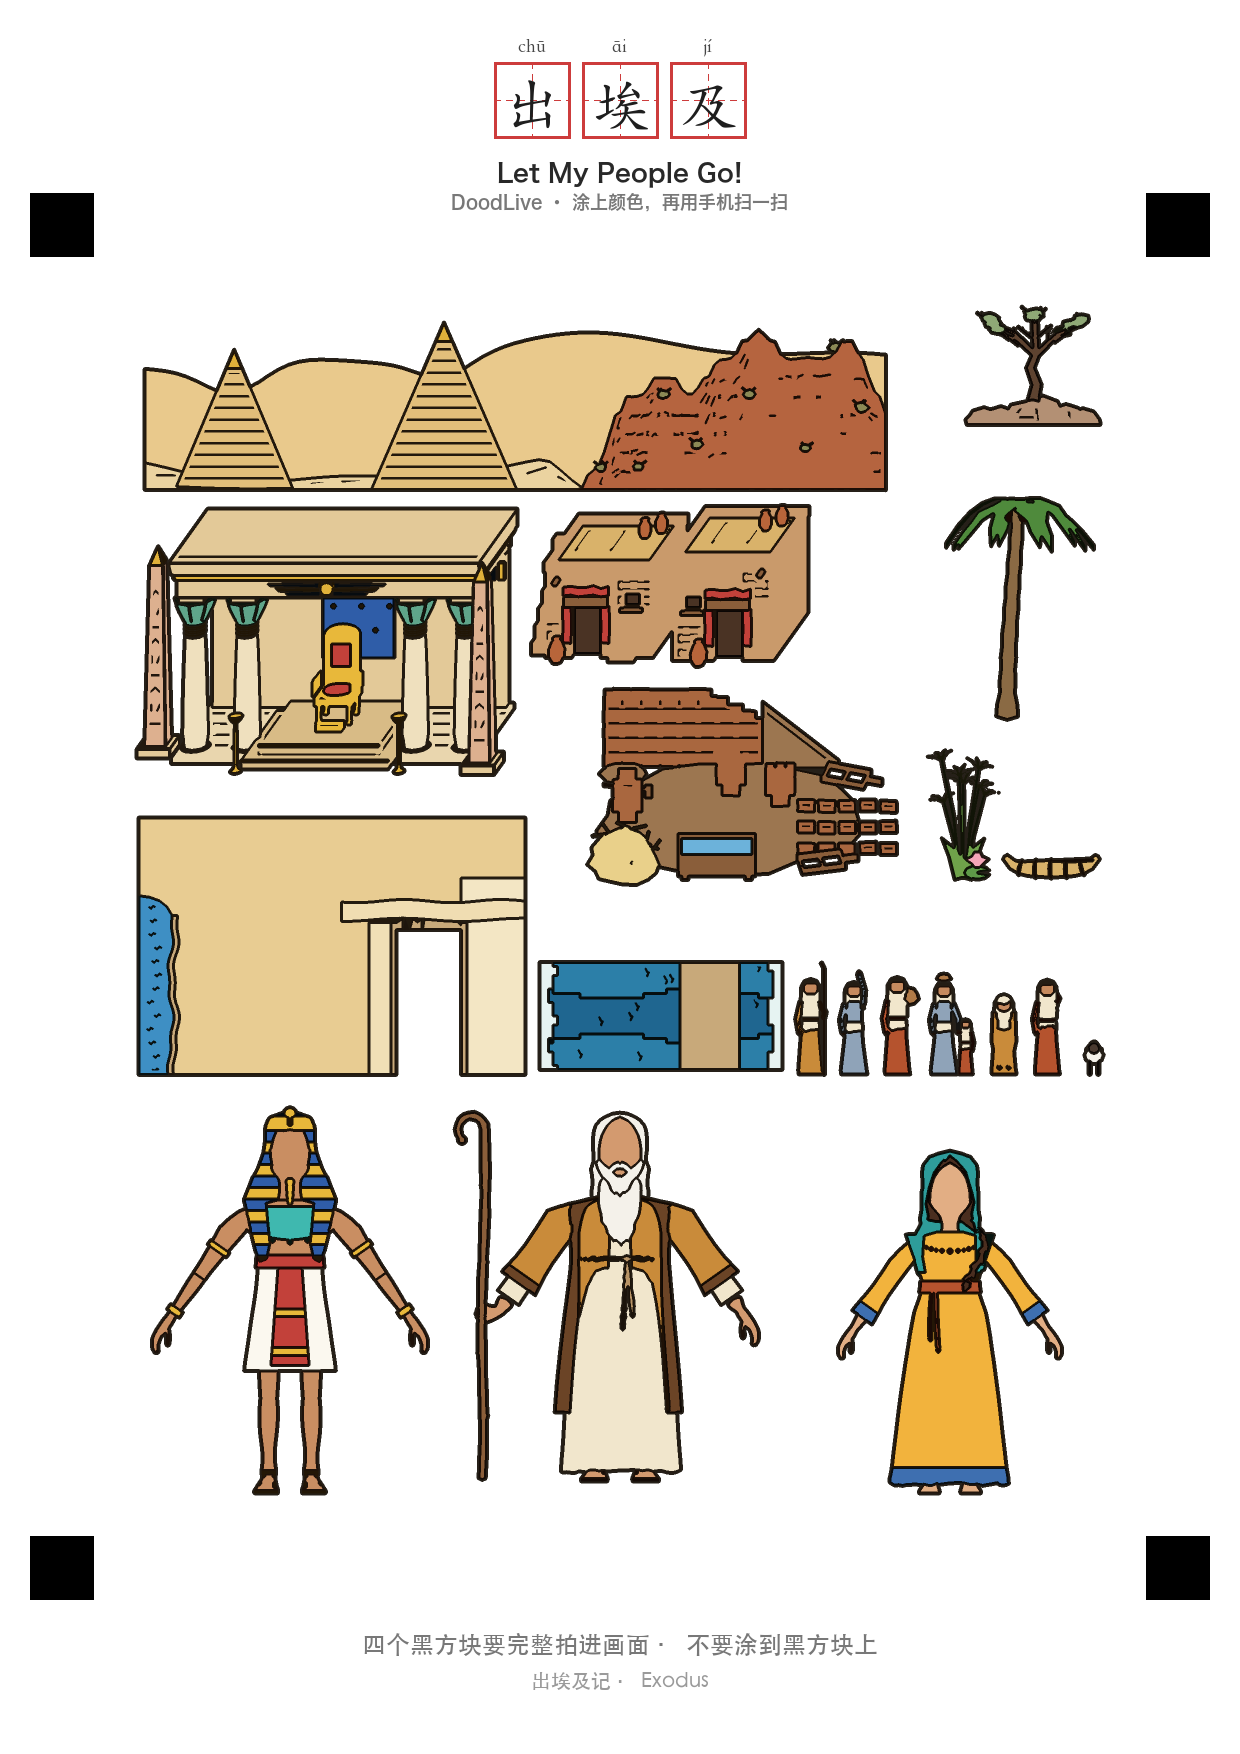 chū āi jí
出埃及
Let My People Go!
DoodLive · 涂上颜色，再用手机扫一扫
四个黑方块要完整拍进画面 · 不要涂到黑方块上
出埃及记 · Exodus